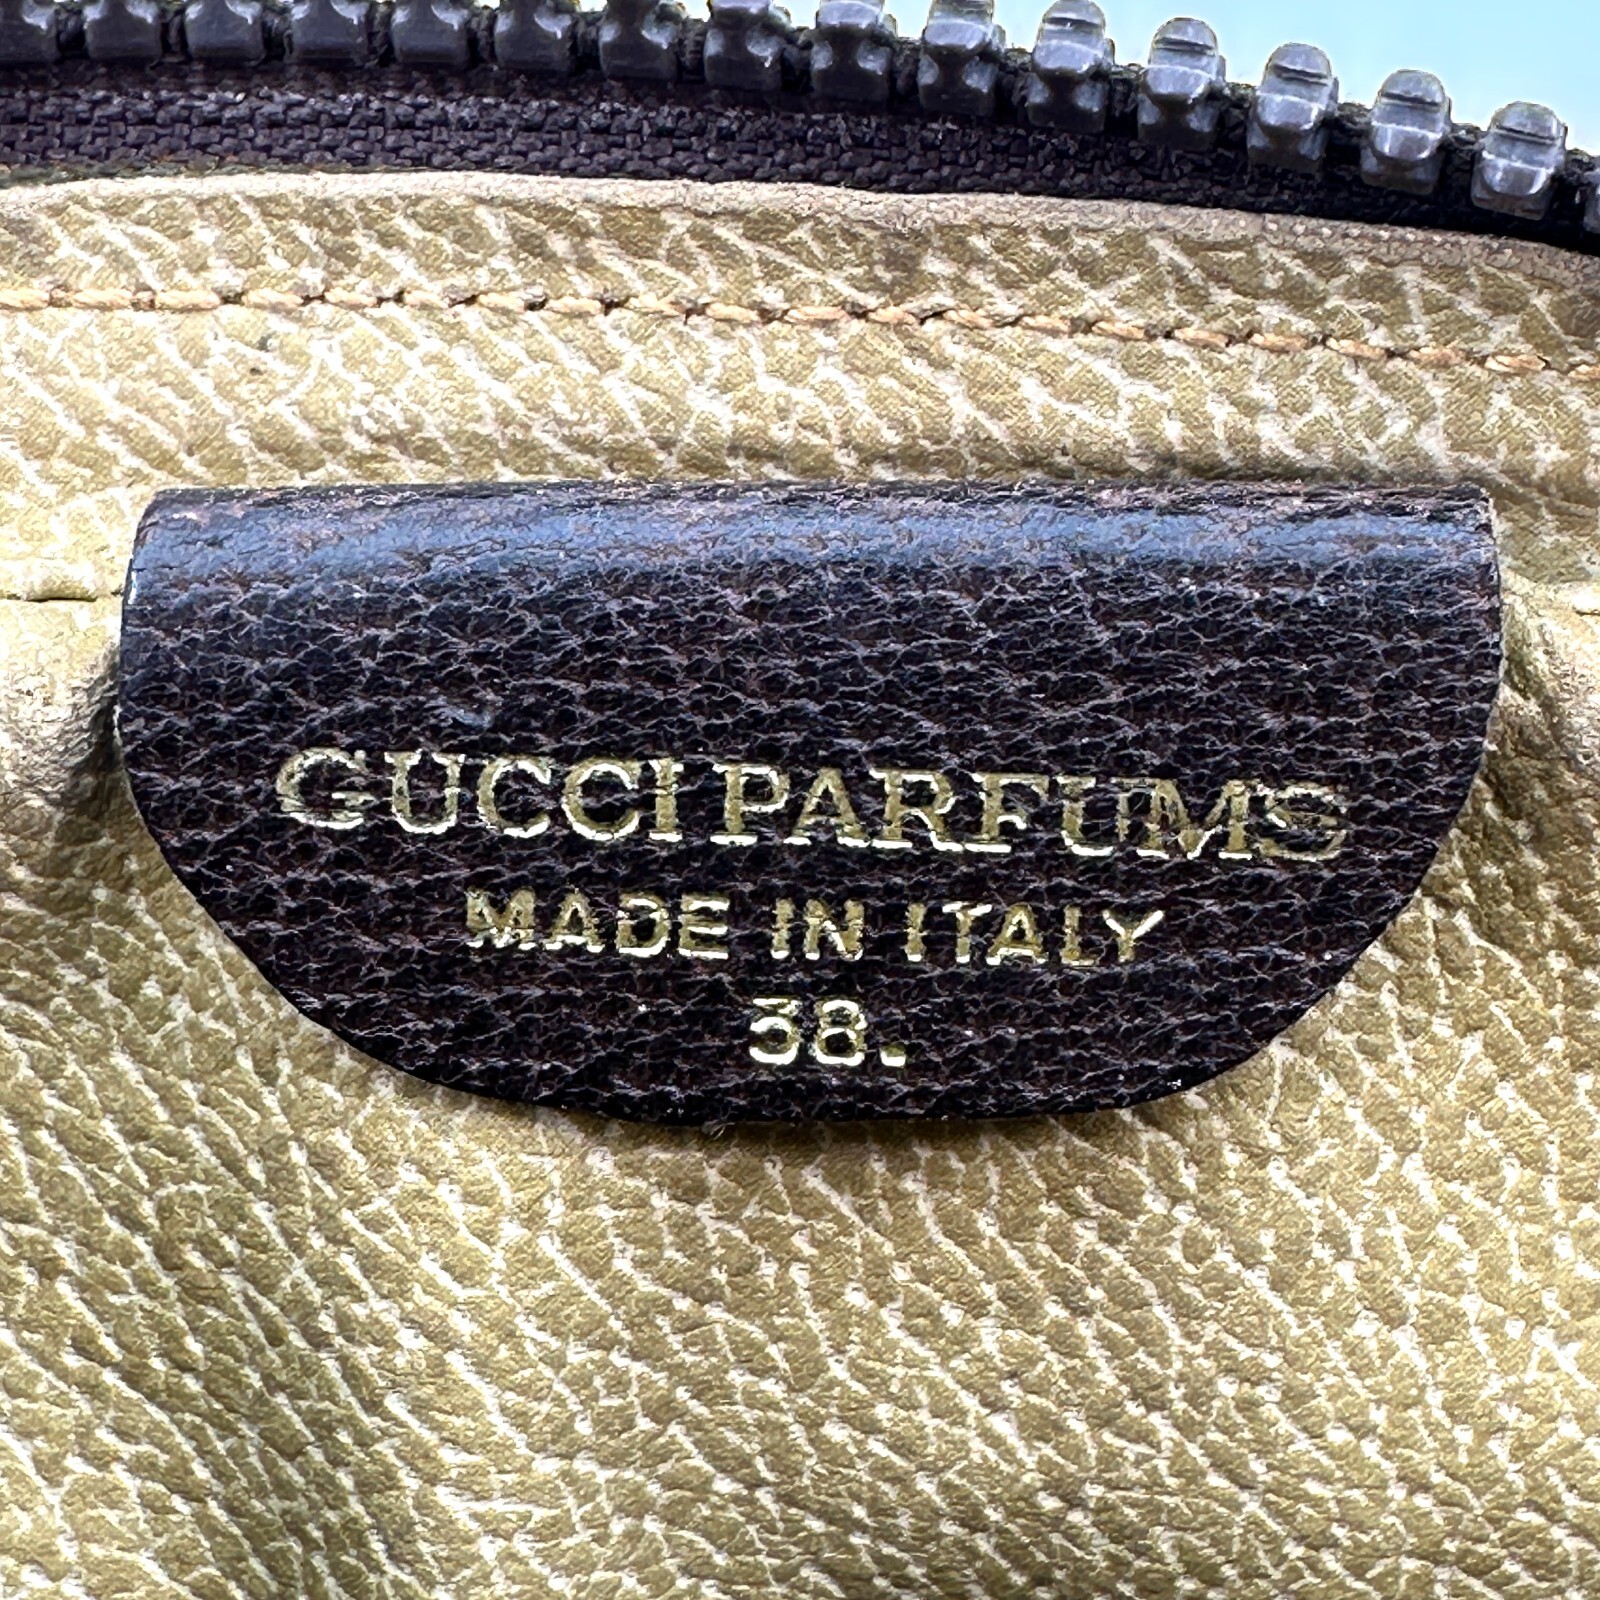 GUCCI PARFUMS
MADE IN ITALY
38.